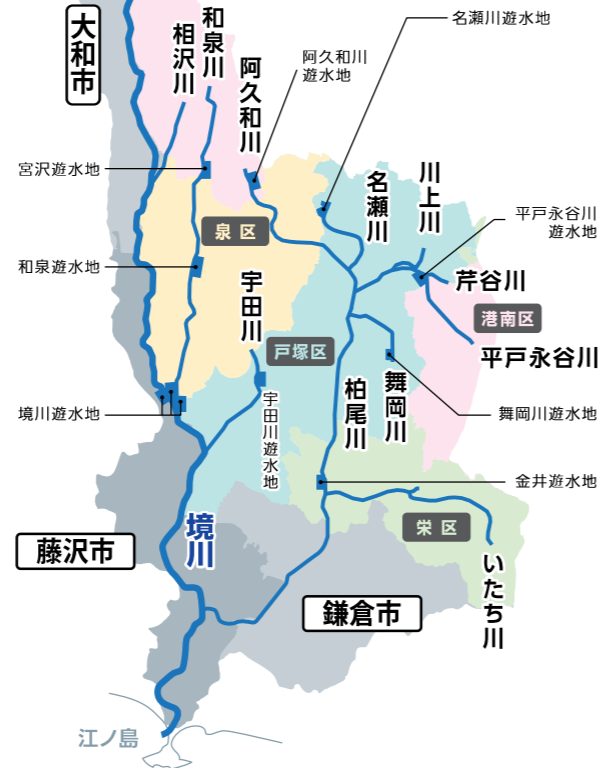 大和市
相沢川
和泉川
阿久和川
阿久和川
遊水地
名瀬川遊水地
宮沢遊水地
名瀬川
川上川
平戸永谷川
遊水地
泉区
和泉遊水地
宇田川
芹谷川
港南区
戸塚区
平戸永谷川
柏尾川
舞岡川
境川遊水地
宇田川遊水地
舞岡川遊水地
金井遊水地
境川
栄区
藤沢市
いたち川
鎌倉市
江ノ島